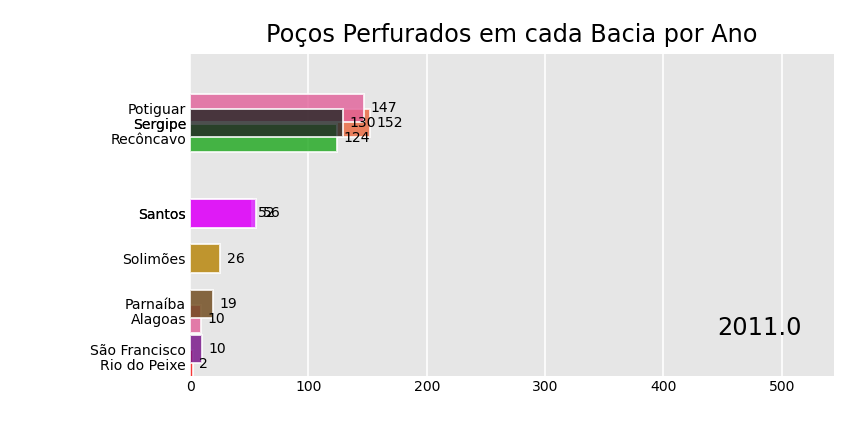 Poços Perfurados em cada Bacia por Ano
Potiguar 147
Sergipe 130 152
Recôncavo 124
Santos 56
Solimões 26
Parnaíba 19
Alagoas 10
2011.0
São Francisco 10
Rio do Peixe 2
0 100 200 300 400 500